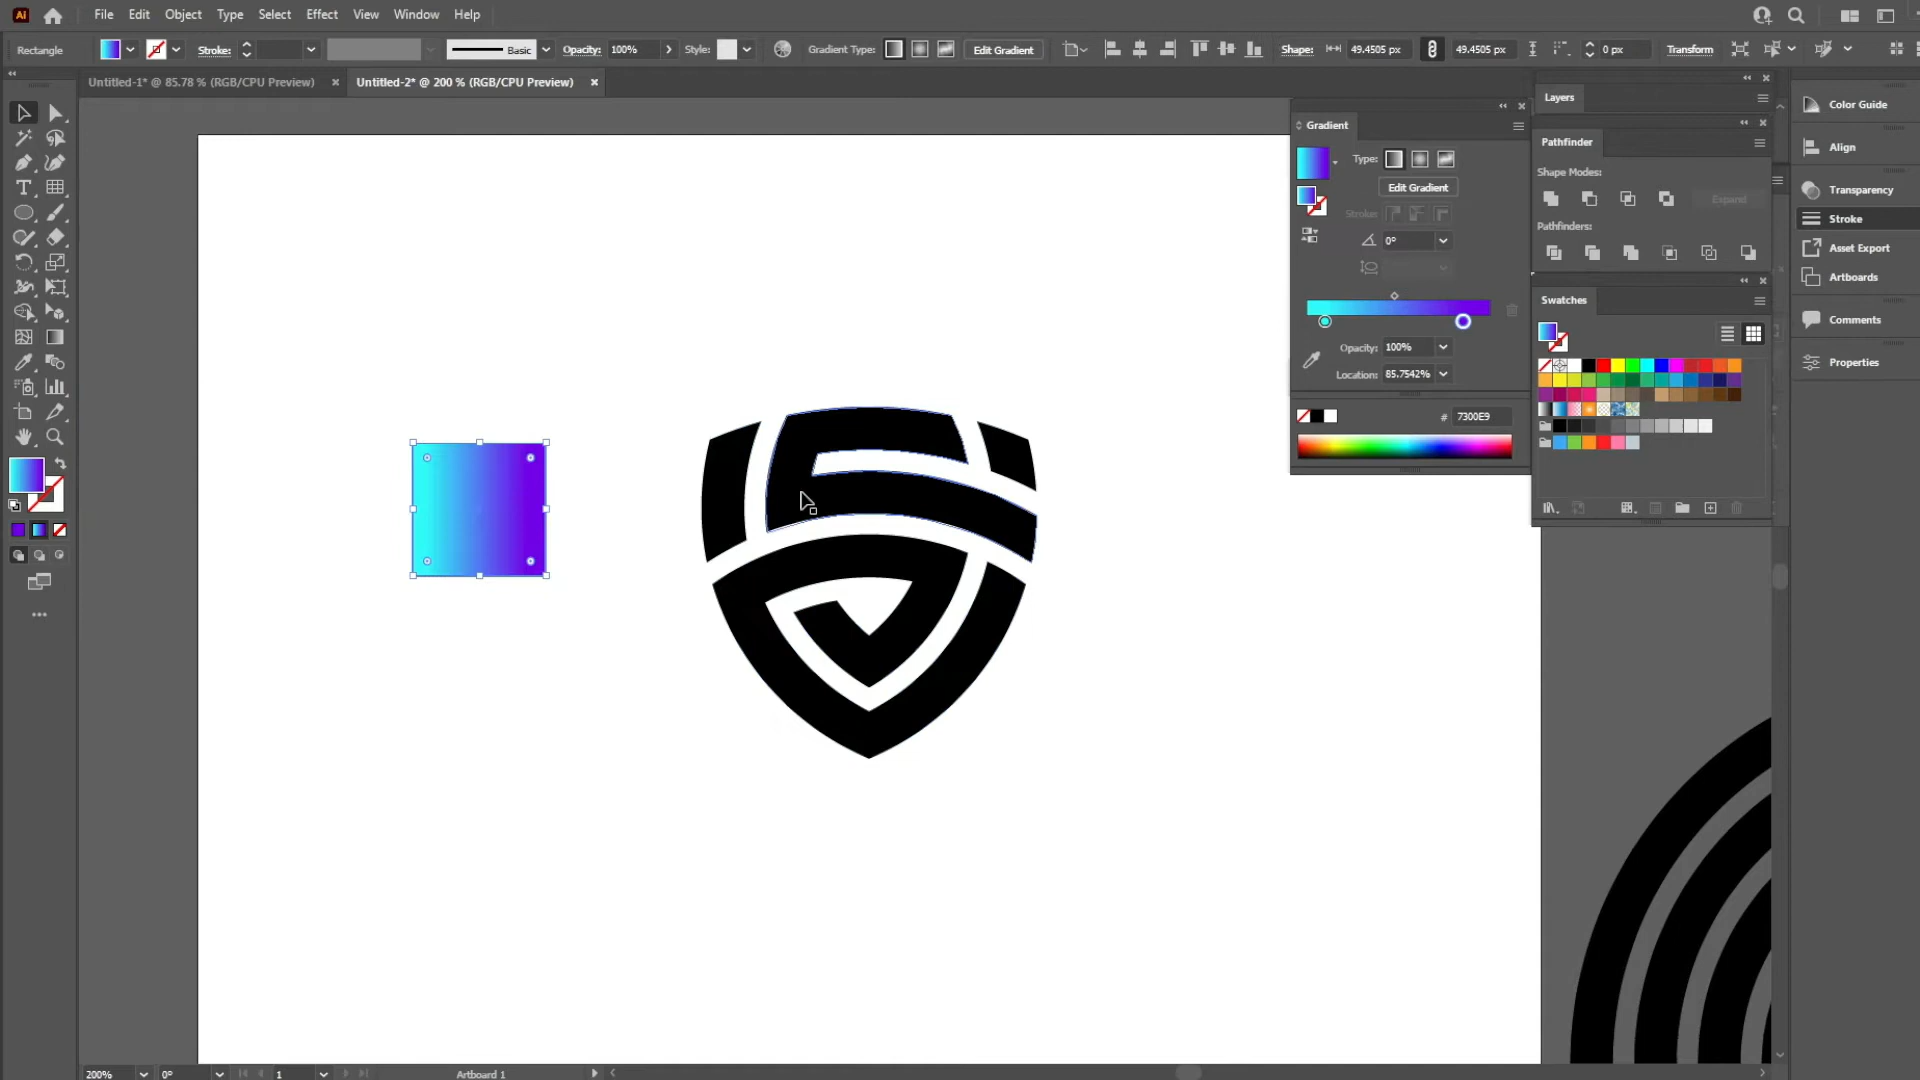 Ai
File Edit Object Type Select Effect View Window Help
Rectangle Stroke: Basic Opacity: 100% Style: Gradient Type: Edit Gradient Shape: 49.4505 px 49.4505 px 0 px Transform
Untitled-1* @ 85.78 % (RGB/CPU Preview) Untitled-2* @ 200 % (RGB/CPU Preview)
Gradient
Type:
Edit Gradient
Stroke:
0°
Opacity: 100%
Location: 85.7542%
# 7300E9
Layers
Pathfinder
Shape Modes:
Expand
Pathfinders:
Swatches
Color Guide
Align
Transparency
Stroke
Asset Export
Artboards
Comments
Properties
200% 0° 1 Artboard 1